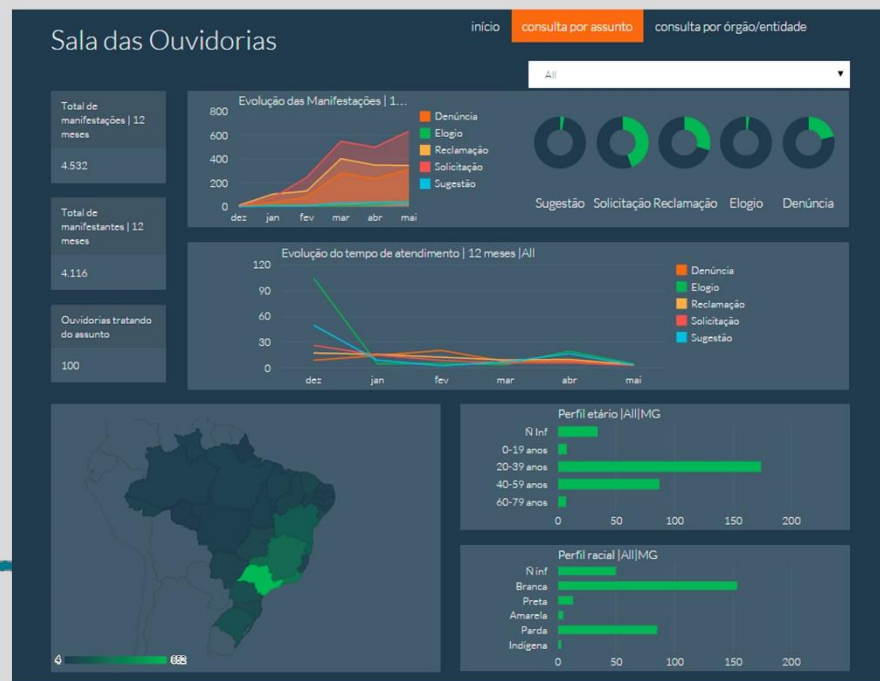 Sala das Ouvidorias
início
consulta por assunto
consulta por órgão/entidade
All
Total de
manifestações | 12
meses
4.532
Total de
manifestantes | 12
meses
4.116
Ouvidorias tratando
do assunto
100
Evolução das Manifestações | 1...
800
600
400
200
0
dez jan fev mar abr mai
Denúncia
Elogio
Reclamação
Solicitação
Sugestão
Sugestão Solicitação Reclamação Elogio Denúncia
Evolução do tempo de atendimento | 12 meses |All
120
90
60
30
0
dez jan fev mar abr mai
Denúncia
Elogio
Reclamação
Solicitação
Sugestão
Perfil etário |All|MG
Ñ Inf
0-19 anos
20-39 anos
40-59 anos
60-79 anos
0 50 100 150 200
Perfil racial |All|MG
Ñ inf
Branca
Preta
Amarela
Parda
Indígena
0 50 100 150 200